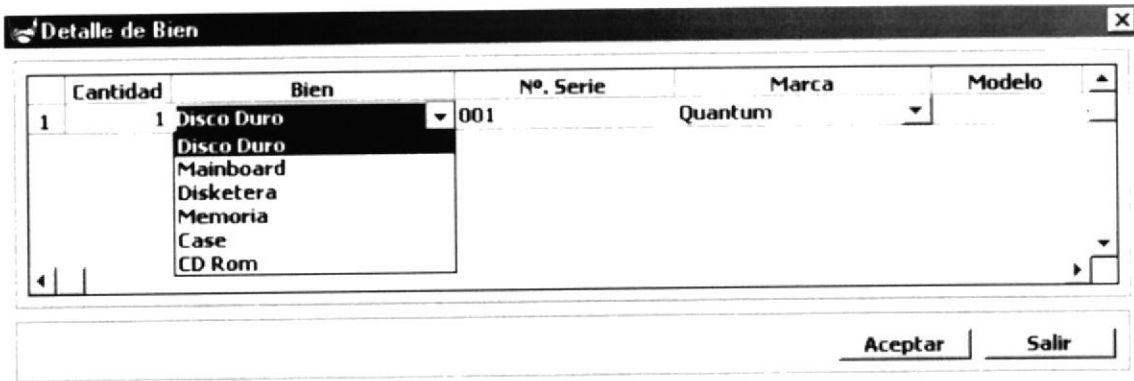 Detalle de Bien
Cantidad Bien Nº. Serie Marca Modelo
1 1 Disco Duro 001 Quantum
Disco Duro
Mainboard
Disketera
Memoria
Case
CD Rom
Aceptar Salir